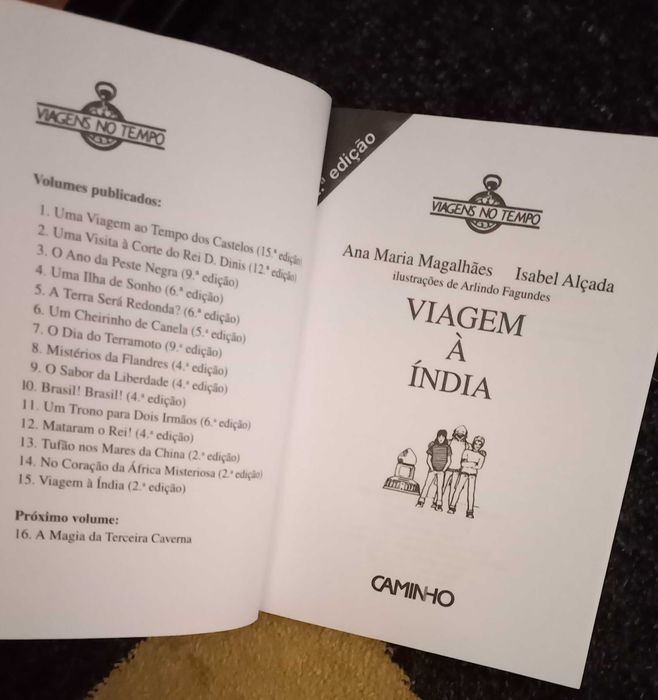 VIAGENS NO TEMPO
Volumes publicados:
1. Uma Viagem ao Tempo dos Castelos (15.ª edição)
2. Uma Visita à Corte do Rei D. Dinis (12.ª edição)
3. O Ano da Peste Negra (9.ª edição)
4. Uma Ilha de Sonho (6.ª edição)
5. A Terra Será Redonda? (6.ª edição)
6. Um Cheirinho de Canela (5.ª edição)
7. O Dia do Terramoto (9.ª edição)
8. Mistérios da Flandres (4.ª edição)
9. O Sabor da Liberdade (4.ª edição)
10. Brasil! Brasil! (4.ª edição)
11. Um Trono para Dois Irmãos (6.ª edição)
12. Mataram o Rei! (4.ª edição)
13. Tufão nos Mares da China (2.ª edição)
14. No Coração da África Misteriosa (2.ª edição)
15. Viagem à Índia (2.ª edição)
Próximo volume:
16. A Magia da Terceira Caverna
edição
VIAGENS NO TEMPO
Ana Maria Magalhães Isabel Alçada
ilustrações de Arlindo Fagundes
VIAGEM
À
ÍNDIA
CAMINHO